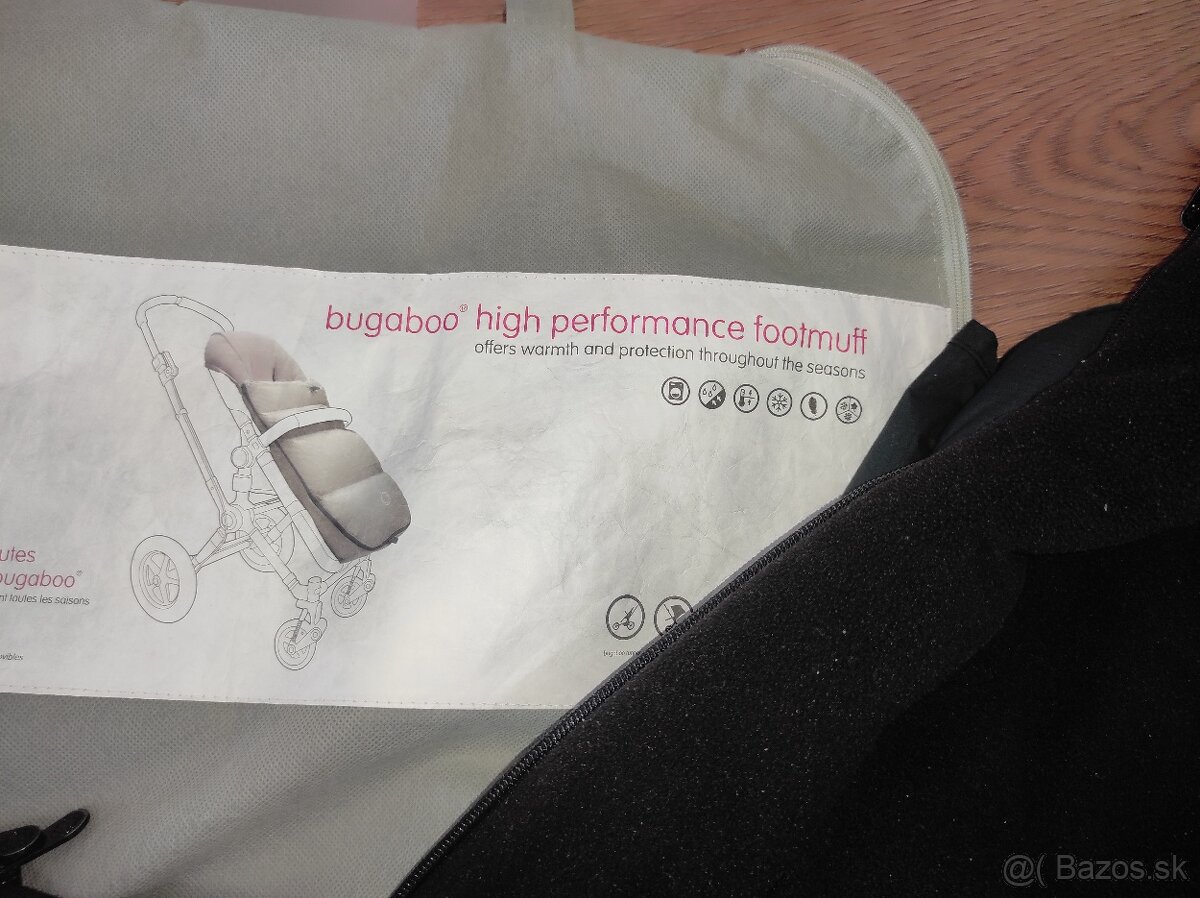 bugaboo® high performance footmuff
offers warmth and protection throughout the seasons
utes
bugaboo®
nt toutes les saisons
ovibles
@( Bazos.sk